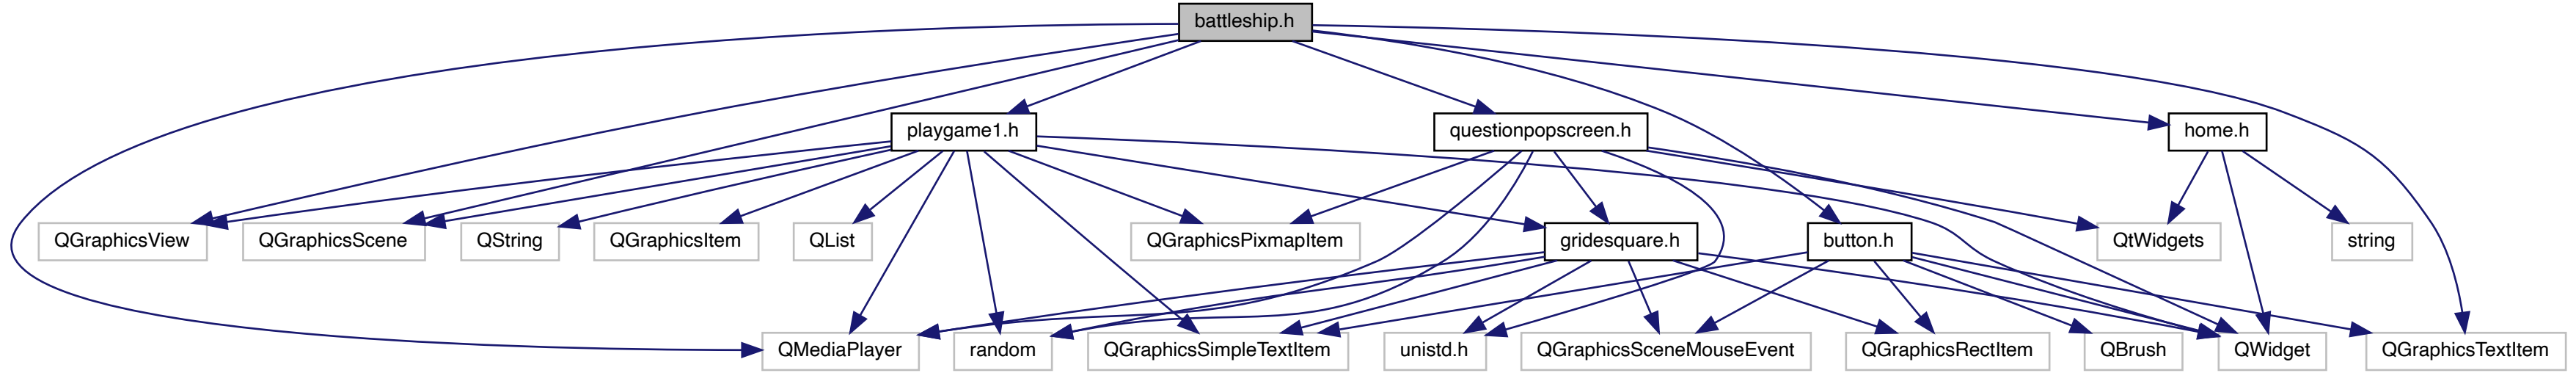 battleship.h
playgame1.h
questionpopscreen.h
home.h
QGraphicsView
QGraphicsScene
QString
QGraphicsItem
QList
QGraphicsPixmapItem
gridesquare.h
button.h
QtWidgets
string
QMediaPlayer
random
QGraphicsSimpleTextItem
unistd.h
QGraphicsSceneMouseEvent
QGraphicsRectItem
QBrush
QWidget
QGraphicsTextItem